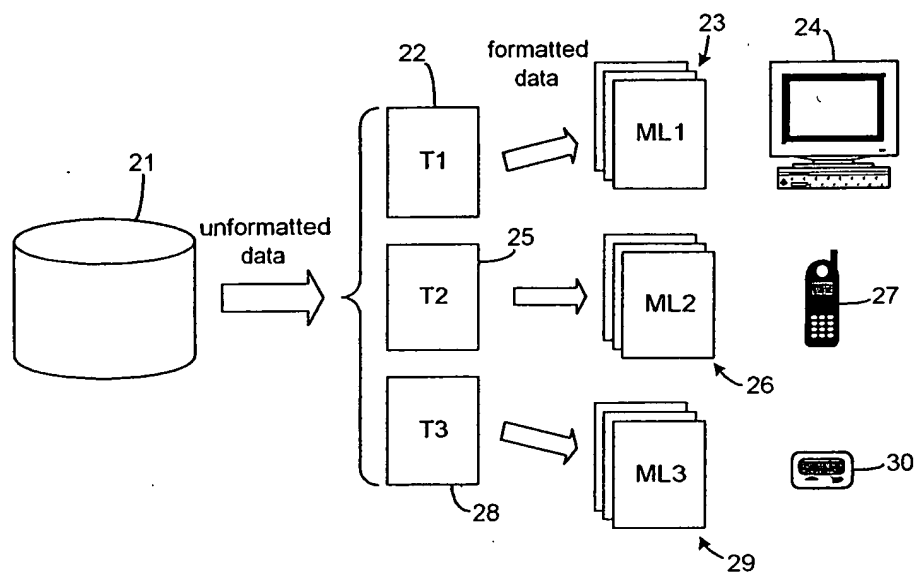 22
formatted
data
23
24
T1
ML1
21
unformatted
data
25
T2
ML2
27
26
T3
ML3
30
28
29